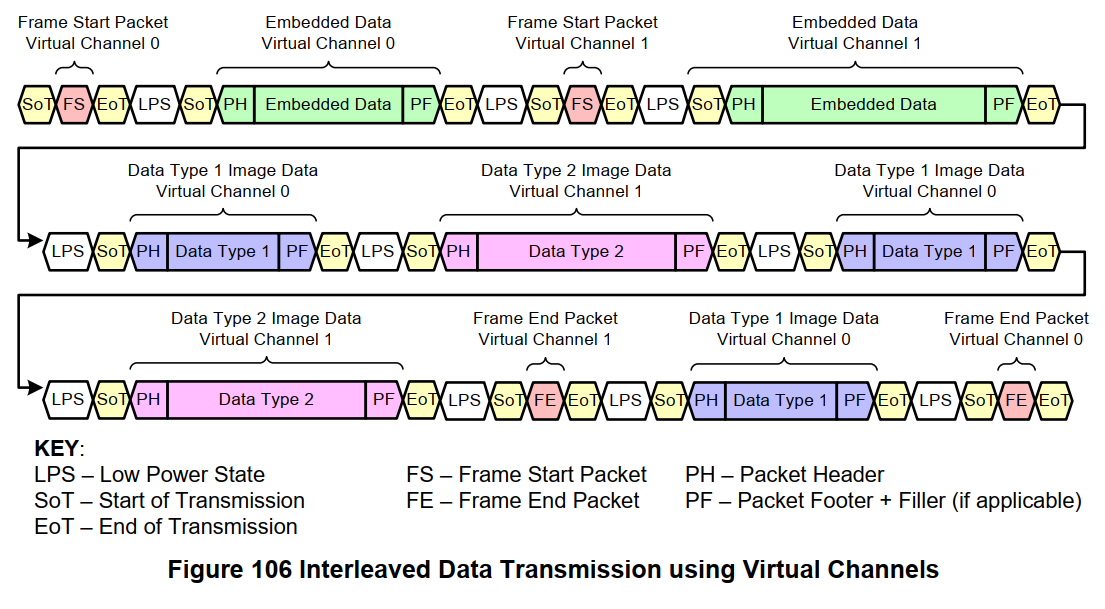 Frame Start Packet Embedded Data Frame Start Packet Embedded Data
Virtual Channel 0 Virtual Channel 0 Virtual Channel 1 Virtual Channel 1
SoT FS EoT LPS SoT PH Embedded Data PF EoT LPS SoT FS EoT LPS SoT PH Embedded Data PF EoT
Data Type 1 Image Data Data Type 2 Image Data Data Type 1 Image Data
Virtual Channel 0 Virtual Channel 1 Virtual Channel 0
LPS SoT PH Data Type 1 PF EoT LPS SoT PH Data Type 2 PF EoT LPS SoT PH Data Type 1 PF EoT
Data Type 2 Image Data Frame End Packet Data Type 1 Image Data Frame End Packet
Virtual Channel 1 Virtual Channel 1 Virtual Channel 0 Virtual Channel 0
LPS SoT PH Data Type 2 PF EoT LPS SoT FE EoT LPS SoT PH Data Type 1 PF EoT LPS SoT FE EoT
KEY:
LPS – Low Power State FS – Frame Start Packet PH – Packet Header
SoT – Start of Transmission FE – Frame End Packet PF – Packet Footer + Filler (if applicable)
EoT – End of Transmission
Figure 106 Interleaved Data Transmission using Virtual Channels